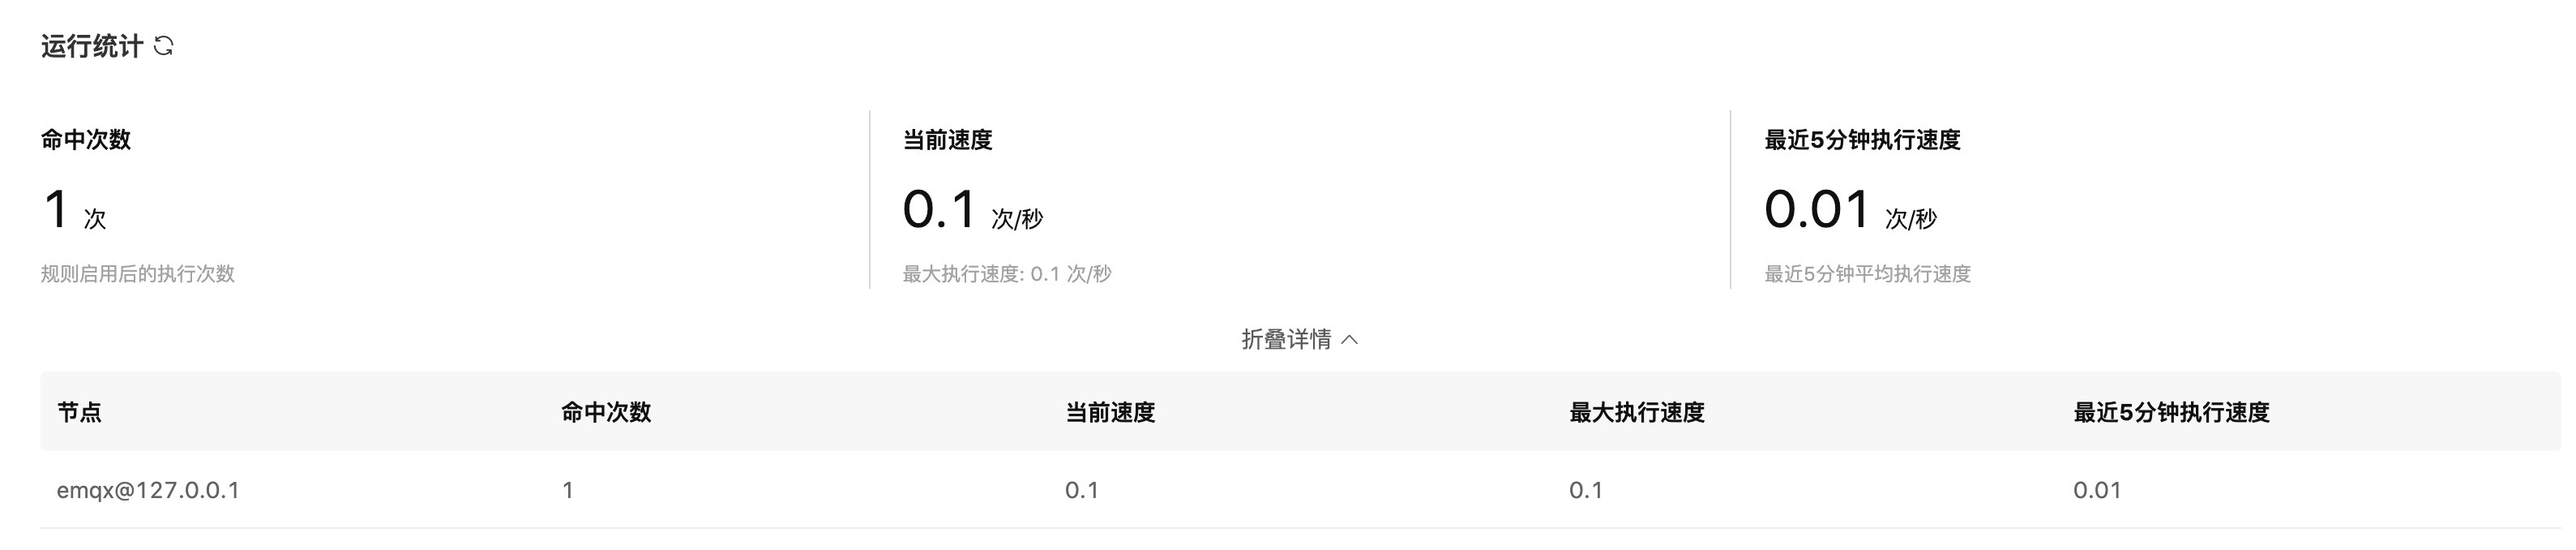 运行统计
命中次数
1 次
规则启用后的执行次数
当前速度
0.1 次/秒
最大执行速度: 0.1 次/秒
最近5分钟执行速度
0.01 次/秒
最近5分钟平均执行速度
折叠详情
节点 命中次数 当前速度 最大执行速度 最近5分钟执行速度
emqx@127.0.0.1 1 0.1 0.1 0.01